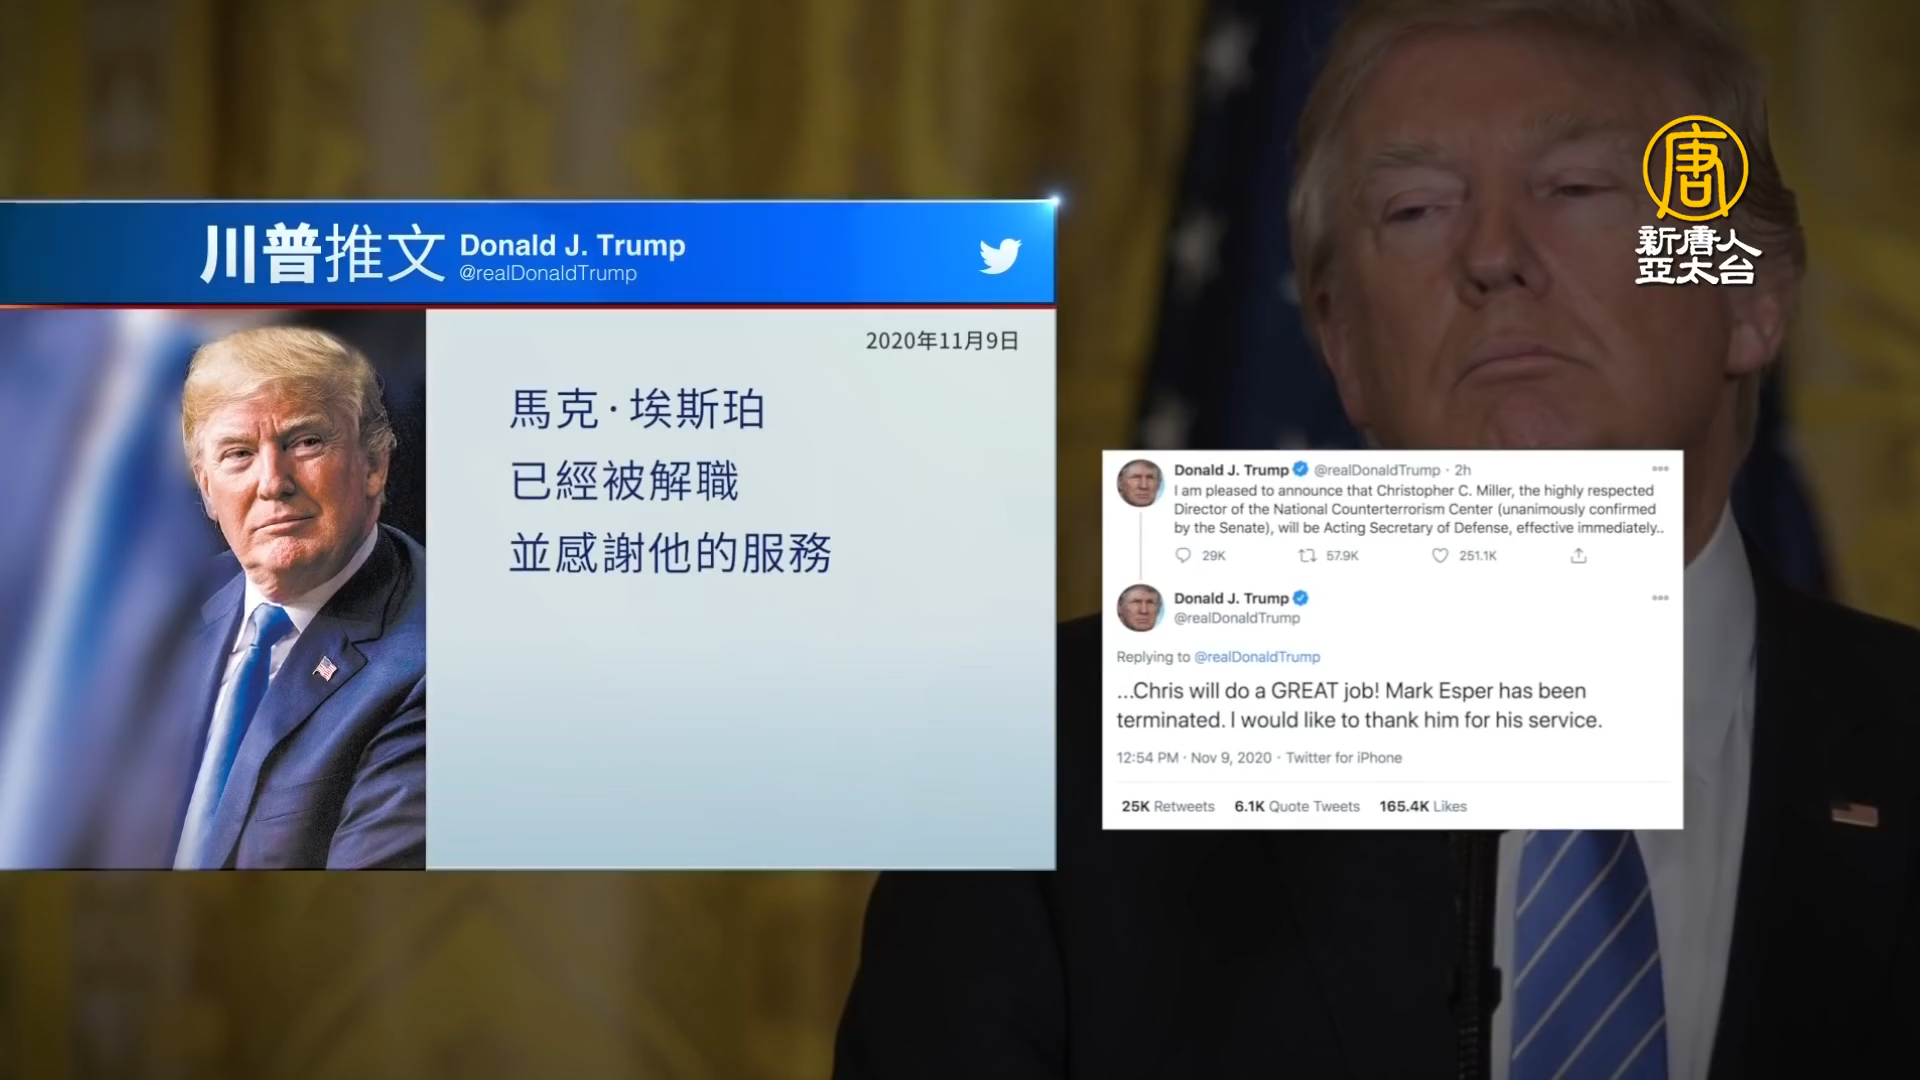 唐
新唐人
亞太台
川普推文 Donald J. Trump
@realDonaldTrump
2020年11月9日
馬克·埃斯珀
已經被解職
並感謝他的服務
Donald J. Trump @realDonaldTrump · 2h
I am pleased to announce that Christopher C. Miller, the highly respected
Director of the National Counterterrorism Center (unanimously confirmed
by the Senate), will be Acting Secretary of Defense, effective immediately..
29K 57.9K 251.1K
Donald J. Trump
@realDonaldTrump
Replying to @realDonaldTrump
...Chris will do a GREAT job! Mark Esper has been
terminated. I would like to thank him for his service.
12:54 PM · Nov 9, 2020 · Twitter for iPhone
25K Retweets 6.1K Quote Tweets 165.4K Likes